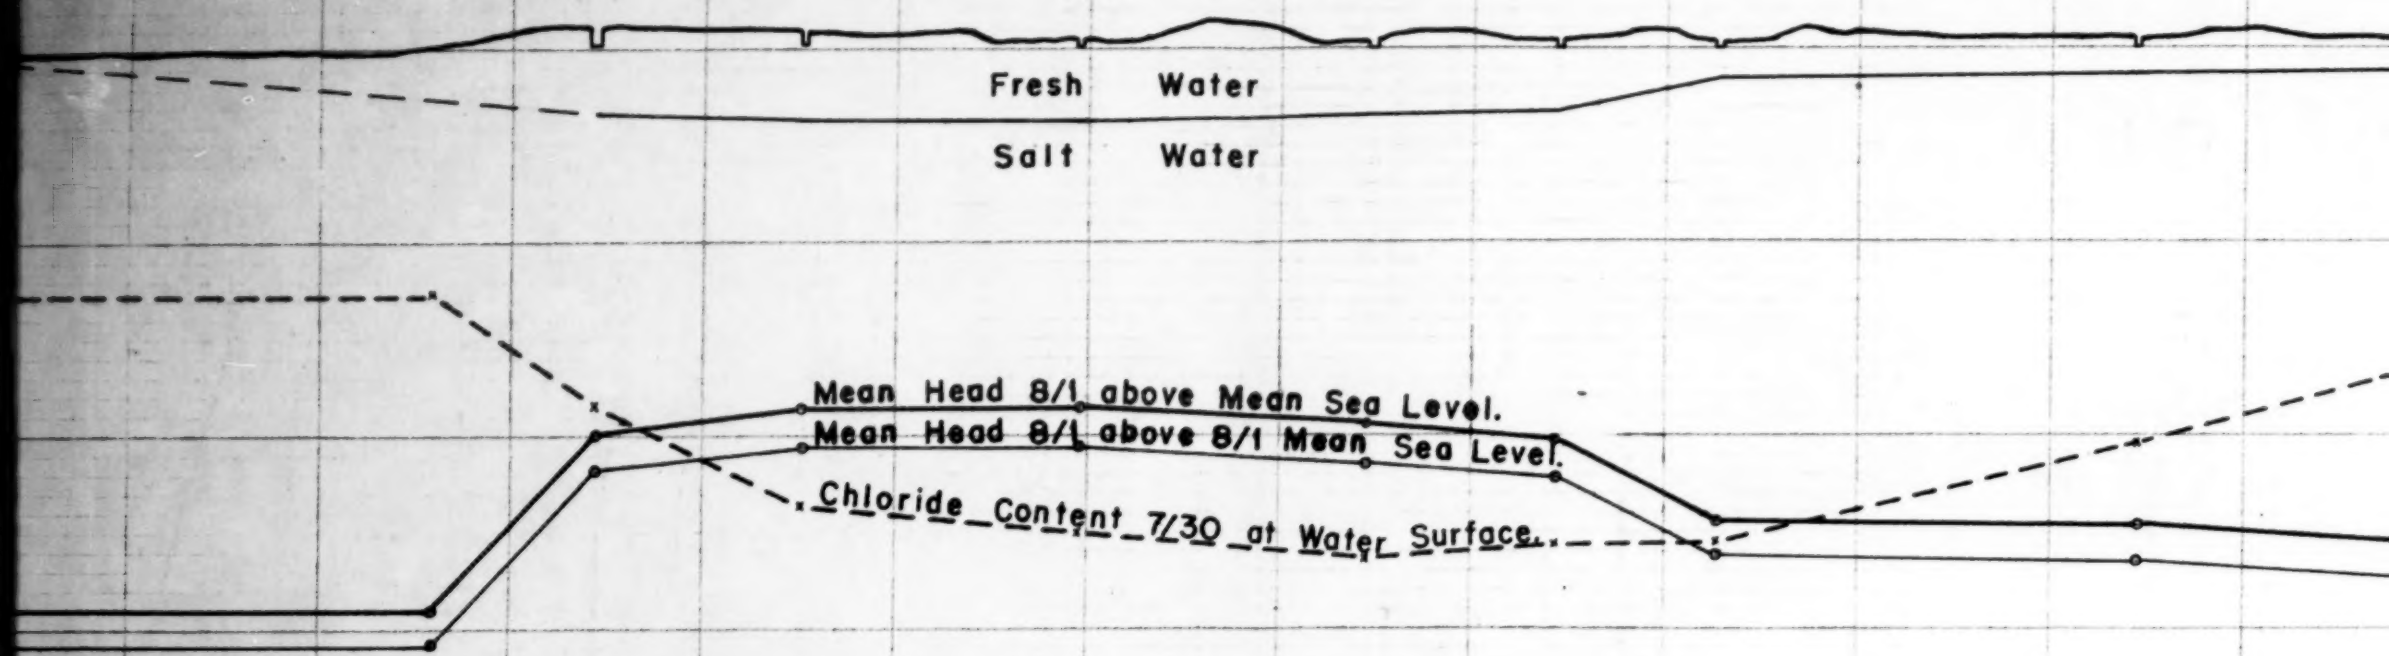 Fresh Water
Salt Water
Mean Head 8/1 above Mean Sea Level.
Mean Head 8/1 above 8/1 Mean Sea Level.
Chloride Content 7/30 at Water Surface.